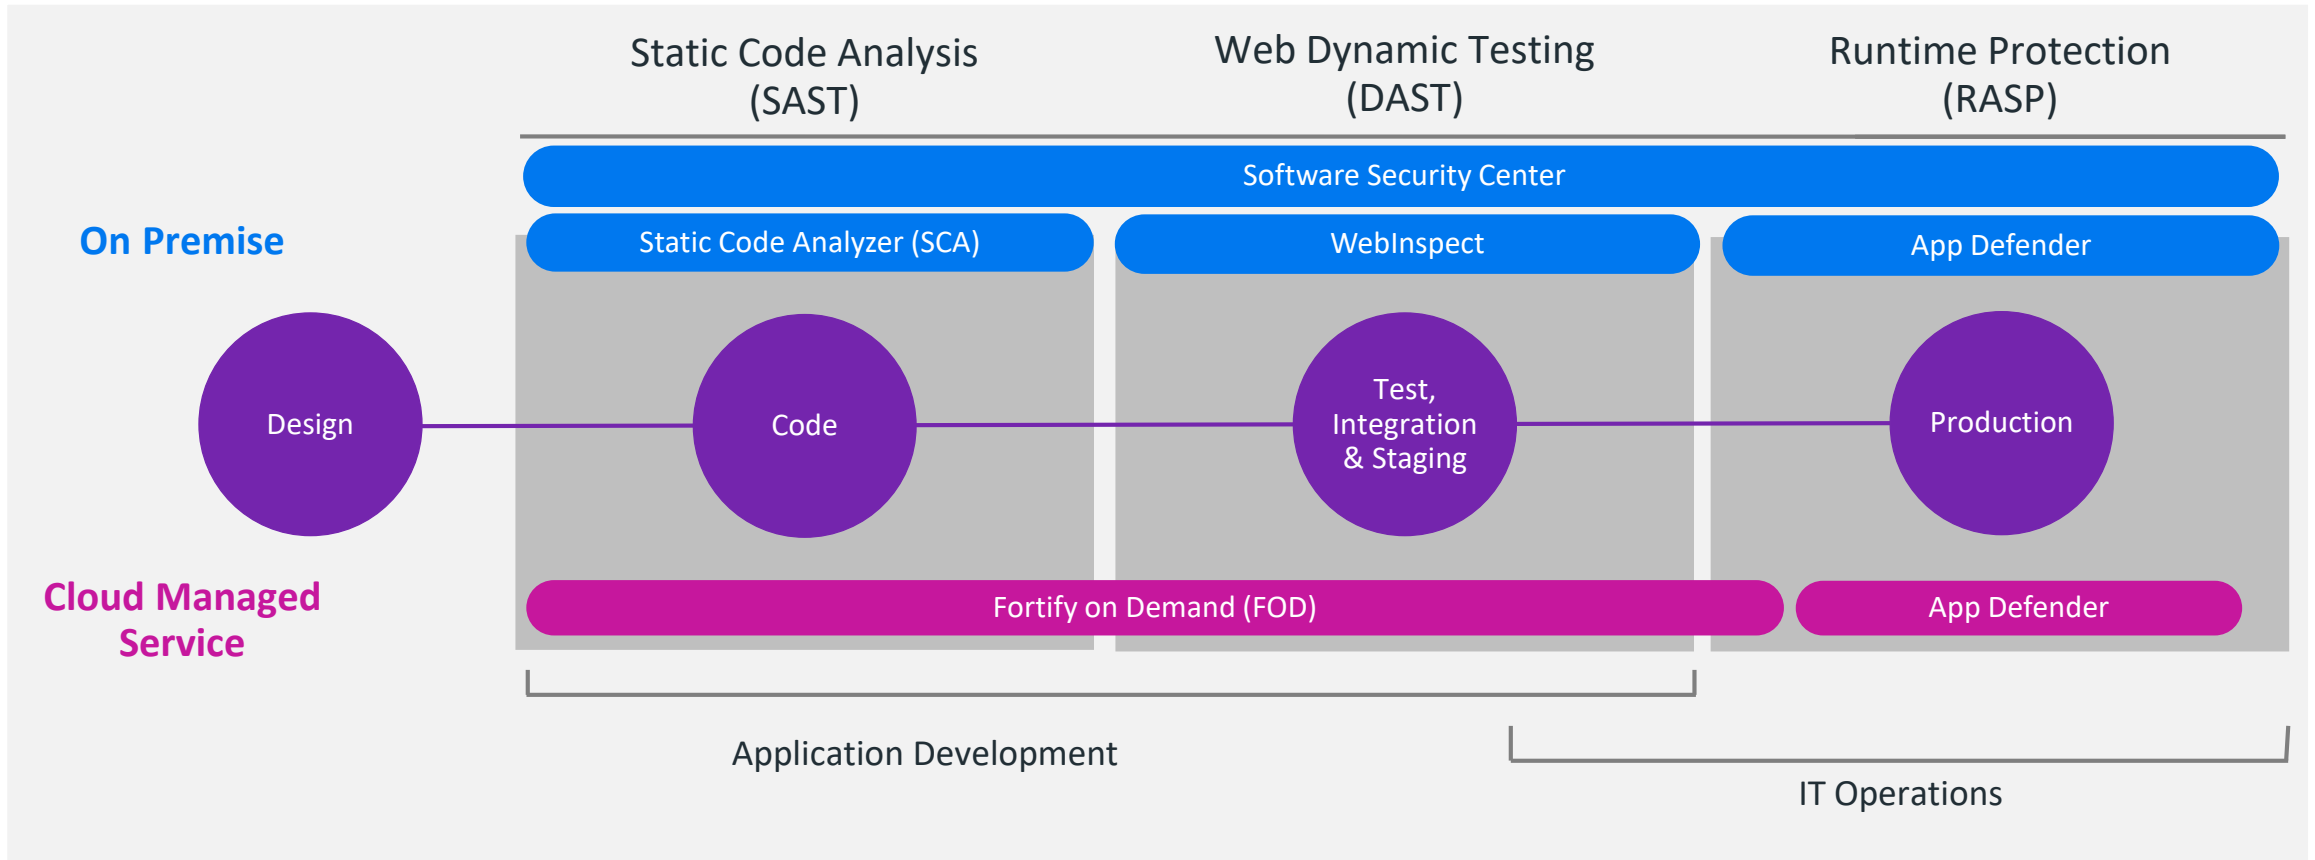 Static Code Analysis
(SAST)
Web Dynamic Testing
(DAST)
Runtime Protection
(RASP)
Software Security Center
On Premise
Static Code Analyzer (SCA)
WebInspect
App Defender
Design
Code
Test,
Integration
& Staging
Production
Cloud Managed
Service
Fortify on Demand (FOD)
App Defender
Application Development
IT Operations